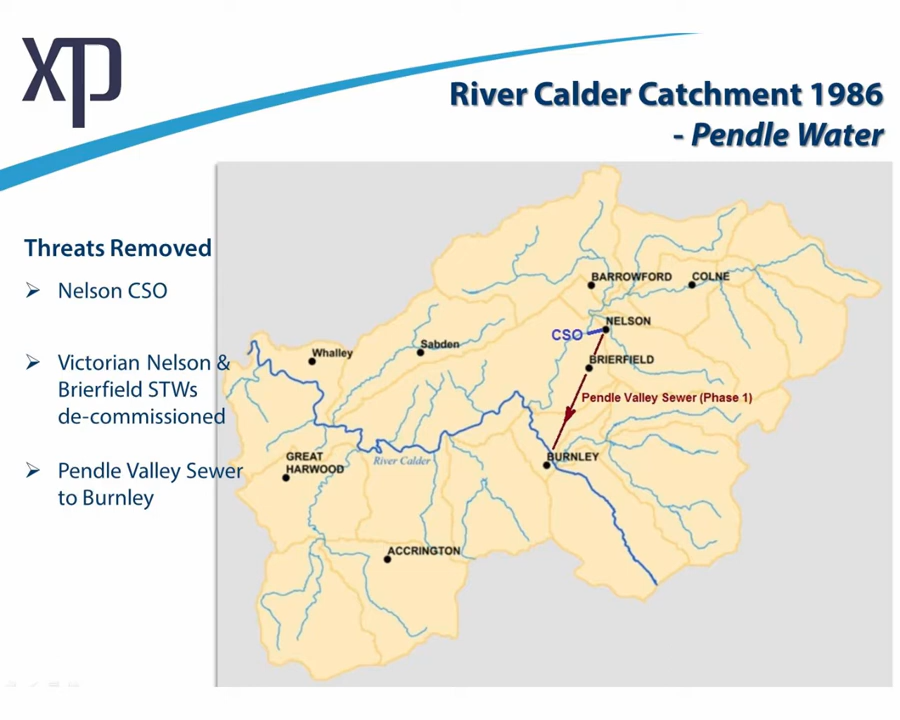 xp
River Calder Catchment 1986
- Pendle Water
Threats Removed
Nelson CSO
Victorian Nelson &
Brierfield STWs
de-commissioned
Pendle Valley Sewer
to Burnley
BARROWFORD
COLNE
NELSON
CSO
Whalley
Sabden
BRIERFIELD
Pendle Valley Sewer (Phase 1)
GREAT
HARWOOD
River Calder
BURNLEY
ACCRINGTON